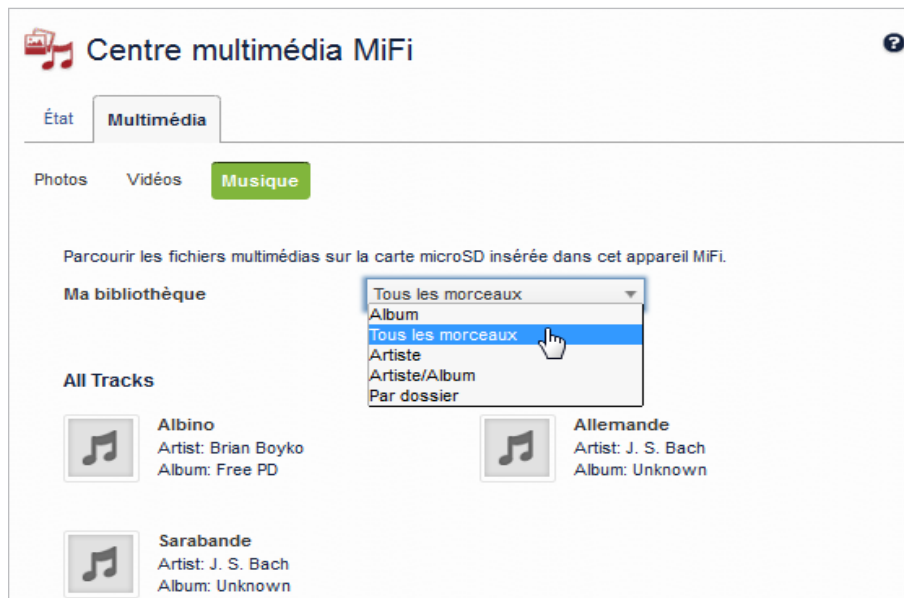 Centre multimédia MiFi
?
État
Multimédia
Photos
Vidéos
Musique
Parcourir les fichiers multimédias sur la carte microSD insérée dans cet appareil MiFi.
Ma bibliothèque
Tous les morceaux
Album
Tous les morceaux
Artiste
Artiste/Album
Par dossier
All Tracks
Albino
Artist: Brian Boyko
Album: Free PD
Allemande
Artist: J. S. Bach
Album: Unknown
Sarabande
Artist: J. S. Bach
Album: Unknown